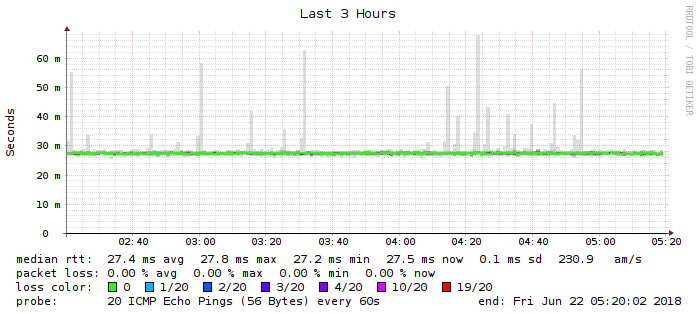 Last 3 Hours
RRDTOOL / TOBI OETIKER
Seconds
60 m
50 m
40 m
30 m
20 m
10 m
0
02:40 03:00 03:20 03:40 04:00 04:20 04:40 05:00 05:20
median rtt: 27.4 ms avg 27.8 ms max 27.2 ms min 27.5 ms now 0.1 ms sd 230.9 am/s
packet loss: 0.00 % avg 0.00 % max 0.00 % min 0.00 % now
loss color: 0 1/20 2/20 3/20 4/20 10/20 19/20
probe: 20 ICMP Echo Pings (56 Bytes) every 60s end: Fri Jun 22 05:20:02 2018